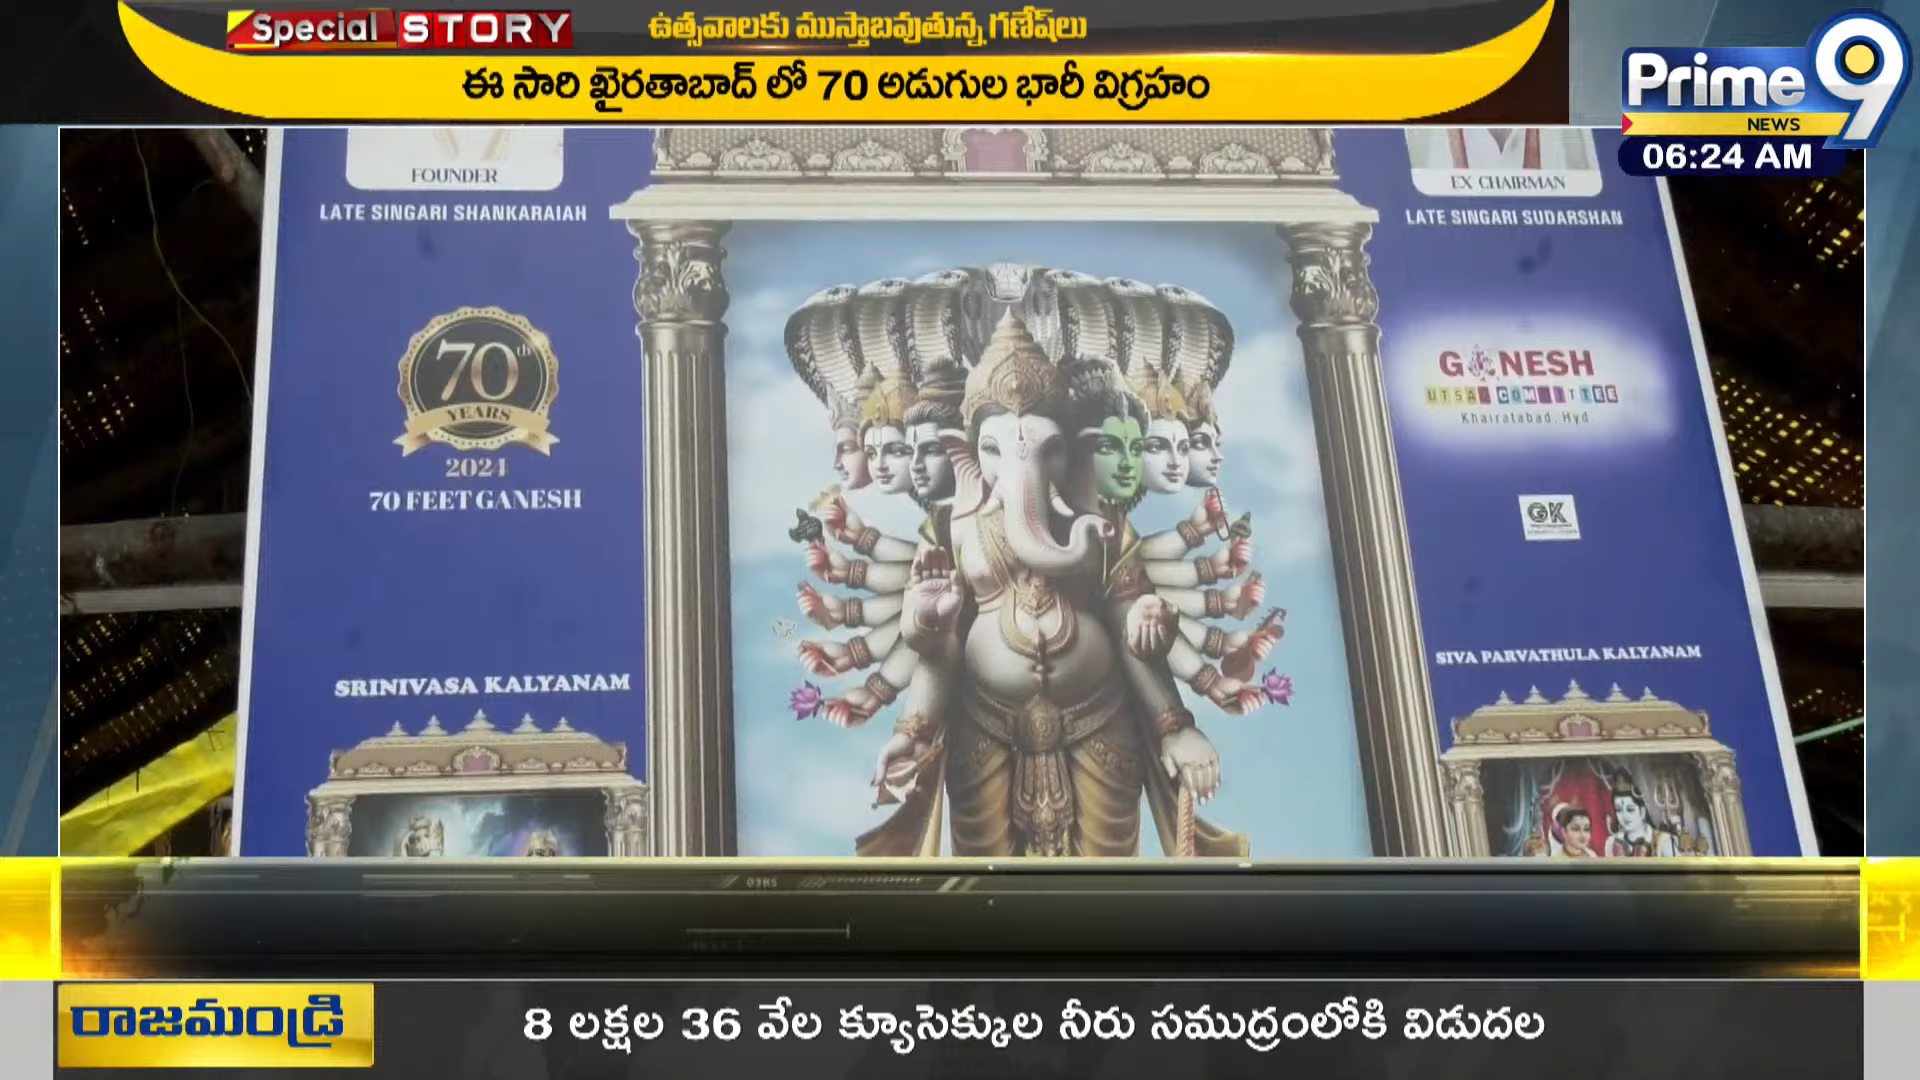 Special STORY
ఉత్సవాలకు ముస్తాబవుతున్న గణేష్‌లు
ఈ సారి ఖైరతాబాద్ లో 70 అడుగుల భారీ విగ్రహం
Prime9
NEWS
06:24 AM
FOUNDER
LATE SINGARI SHANKARAIAH
EX CHAIRMAN
LATE SINGARI SUDARSHAN
70th
YEARS
2024
70 FEET GANESH
GANESH
UTSAV COMMITTEE
Khairatabad, Hyd
GK
SRINIVASA KALYANAM
SIVA PARVATHULA KALYANAM
రాజమండ్రి
8 లక్షల 36 వేల క్యూసెక్కుల నీరు సముద్రంలోకి విడుదల